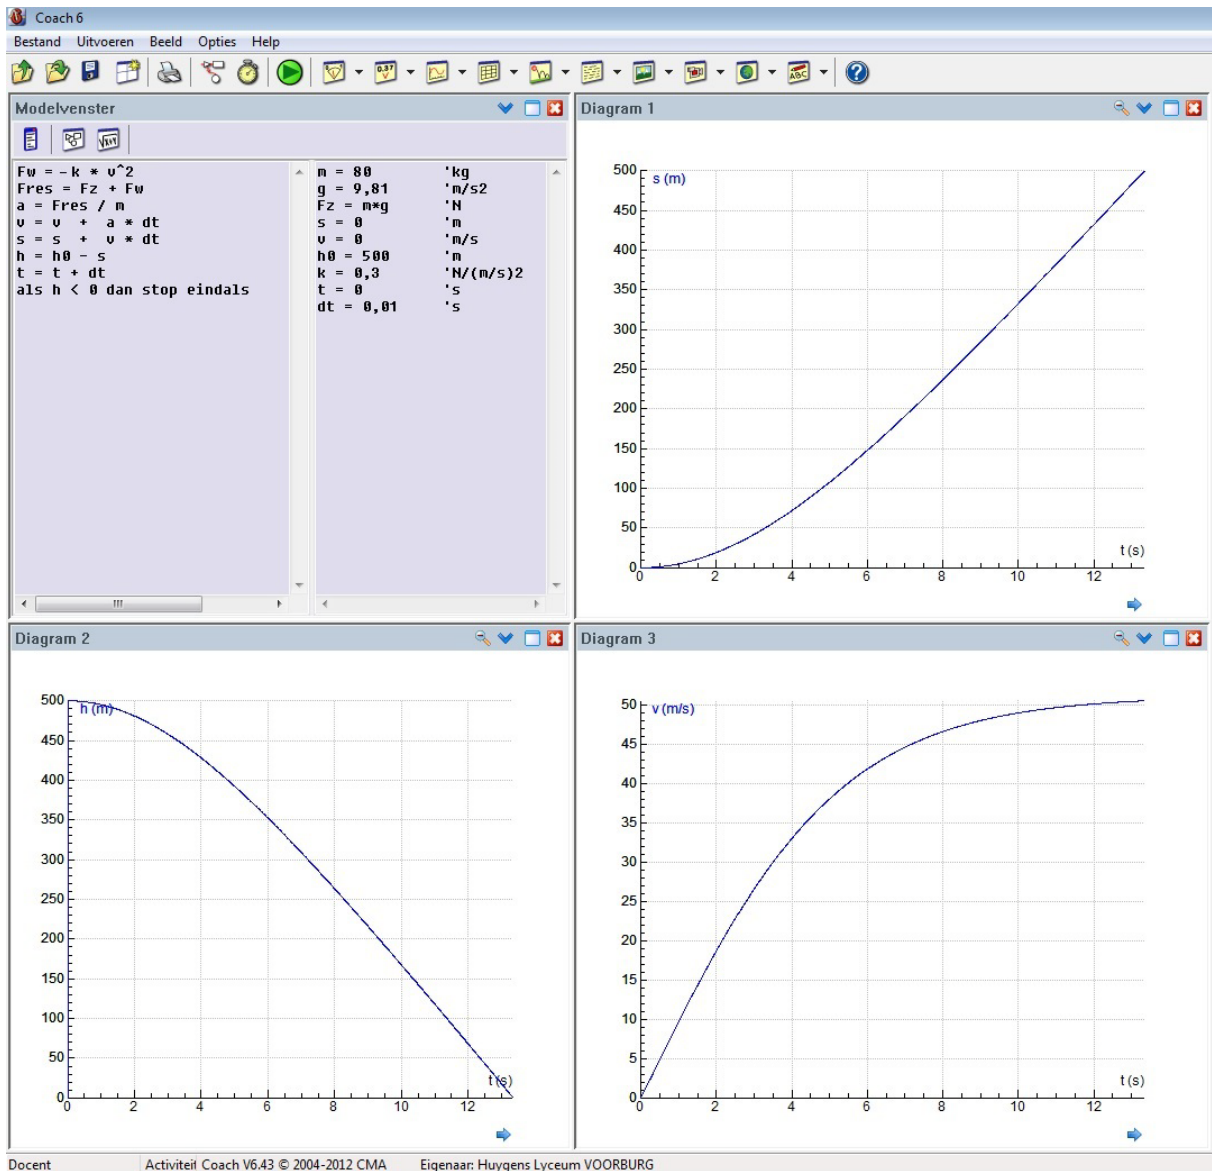 Coach 6
Bestand Uitvoeren Beeld Opties Help
Modelvenster
Fw = -k * v^2
Fres = Fz + Fw
a = Fres / m
v = v + a * dt
s = s + v * dt
h = h0 - s
t = t + dt
als h < 0 dan stop eindals
m = 80 'kg
g = 9,81 'm/s2
Fz = m*g 'N
s = 0 'm
v = 0 'm/s
h0 = 500 'm
k = 0,3 'N/(m/s)2
t = 0 's
dt = 0,01 's
Diagram 1
s (m)
500
450
400
350
300
250
200
150
100
50
0
t (s)
0 2 4 6 8 10 12
Diagram 2
h (m)
500
450
400
350
300
250
200
150
100
50
0
t (s)
0 2 4 6 8 10 12
Diagram 3
v (m/s)
50
45
40
35
30
25
20
15
10
5
0
t (s)
0 2 4 6 8 10 12
Docent Activiteit Coach V6.43 © 2004-2012 CMA Eigenaar: Huygens Lyceum VOORBURG